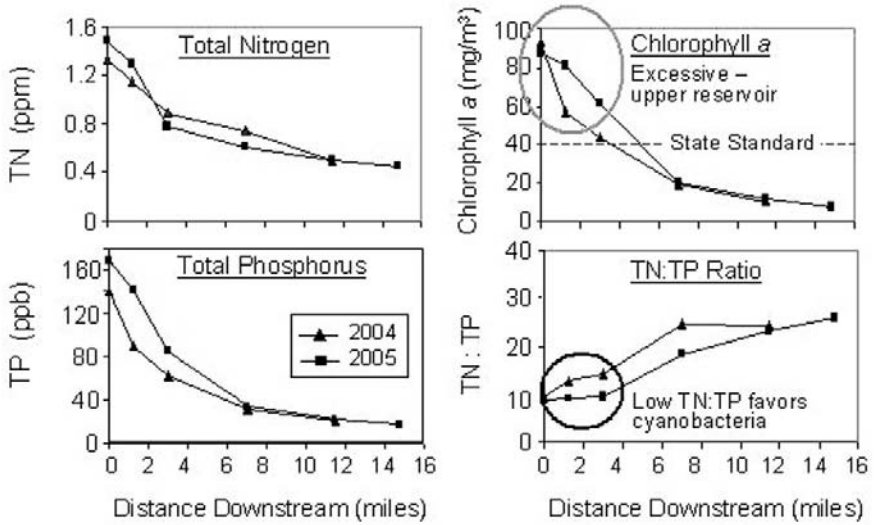 Total Nitrogen
TN (ppm)
1.6
1.2
0.8
0.4
0
Chlorophyll a
Excessive –
upper reservoir
State Standard
Chlorophyll a (mg/m³)
100
80
60
40
20
0
Total Phosphorus
TP (ppb)
160
120
80
40
0
2004
2005
0 2 4 6 8 10 12 14 16
Distance Downstream (miles)
TN:TP Ratio
TN : TP
40
30
20
10
0
Low TN:TP favors
cyanobacteria
0 2 4 6 8 10 12 14 16
Distance Downstream (miles)